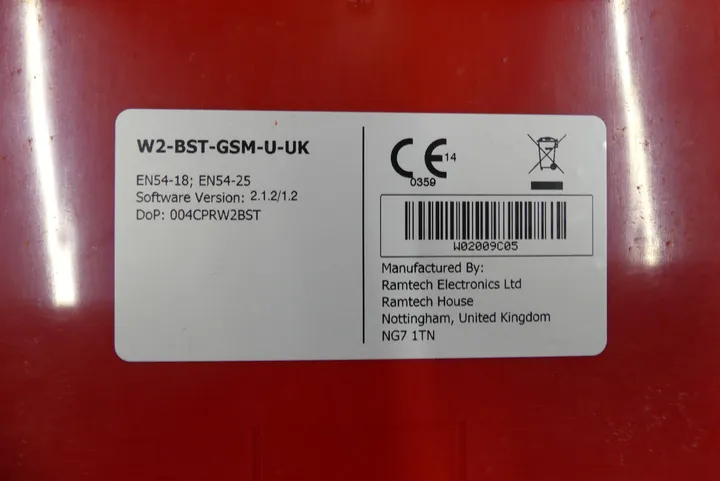 W2-BST-GSM-U-UK
EN54-18; EN54-25
Software Version: 2.1.2/1.2
DoP: 004CPRW2BST
CE 14
0359
W02009C05
Manufactured By:
Ramtech Electronics Ltd
Ramtech House
Nottingham, United Kingdom
NG7 1TN